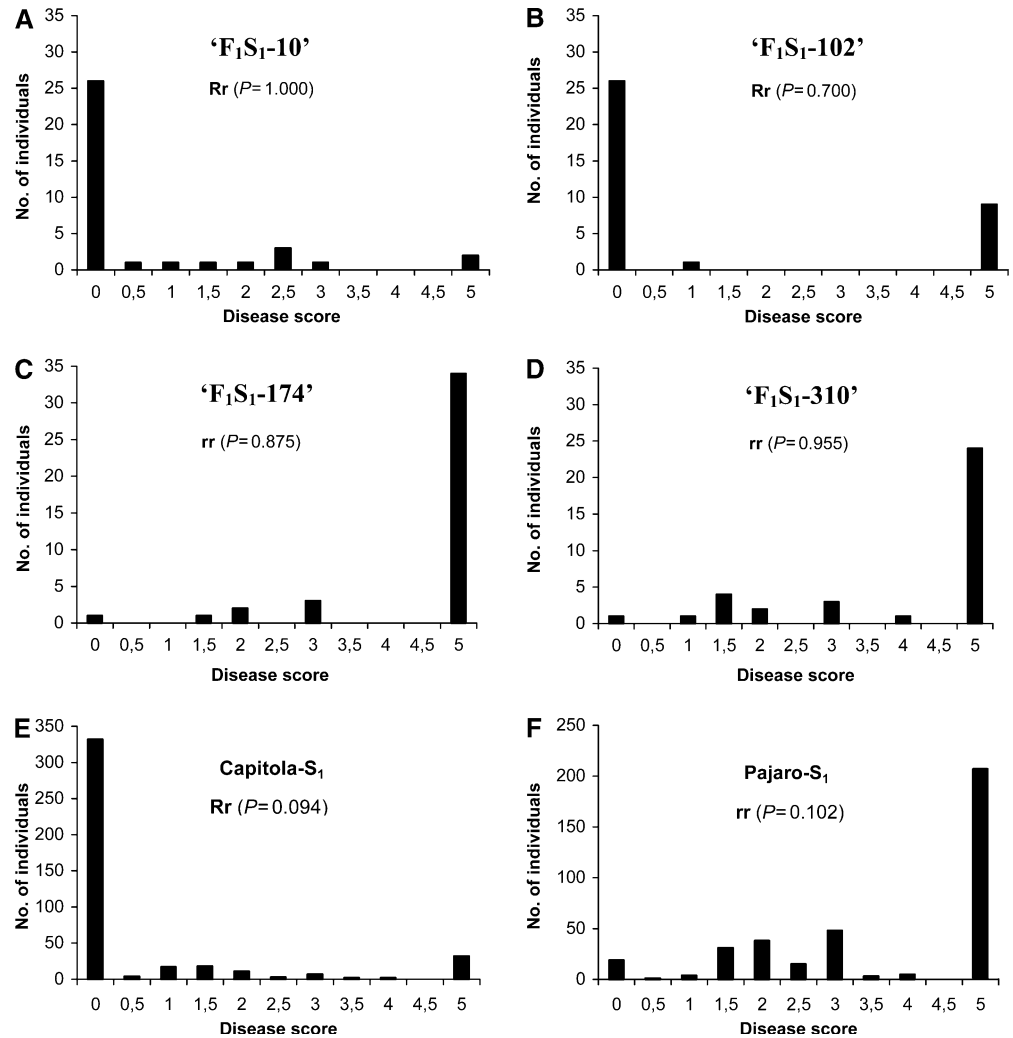 A
‘F₁S₁-10’
Rr (P=1.000)
No. of individuals
35
30
25
20
15
10
5
0
0 0,5 1 1,5 2 2,5 3 3,5 4 4,5 5
Disease score
B
‘F₁S₁-102’
Rr (P=0.700)
No. of individuals
35
30
25
20
15
10
5
0
0 0,5 1 1,5 2 2,5 3 3,5 4 4,5 5
Disease score
C
‘F₁S₁-174’
rr (P=0.875)
No. of individuals
35
30
25
20
15
10
5
0
0 0,5 1 1,5 2 2,5 3 3,5 4 4,5 5
Disease score
D
‘F₁S₁-310’
rr (P=0.955)
No. of individuals
35
30
25
20
15
10
5
0
0 0,5 1 1,5 2 2,5 3 3,5 4 4,5 5
Disease score
E
Capitola-S₁
Rr (P=0.094)
No. of individuals
350
300
250
200
150
100
50
0
0 0,5 1 1,5 2 2,5 3 3,5 4 4,5 5
Disease score
F
Pajaro-S₁
rr (P=0.102)
No. of individuals
250
200
150
100
50
0
0 0,5 1 1,5 2 2,5 3 3,5 4 4,5 5
Disease score